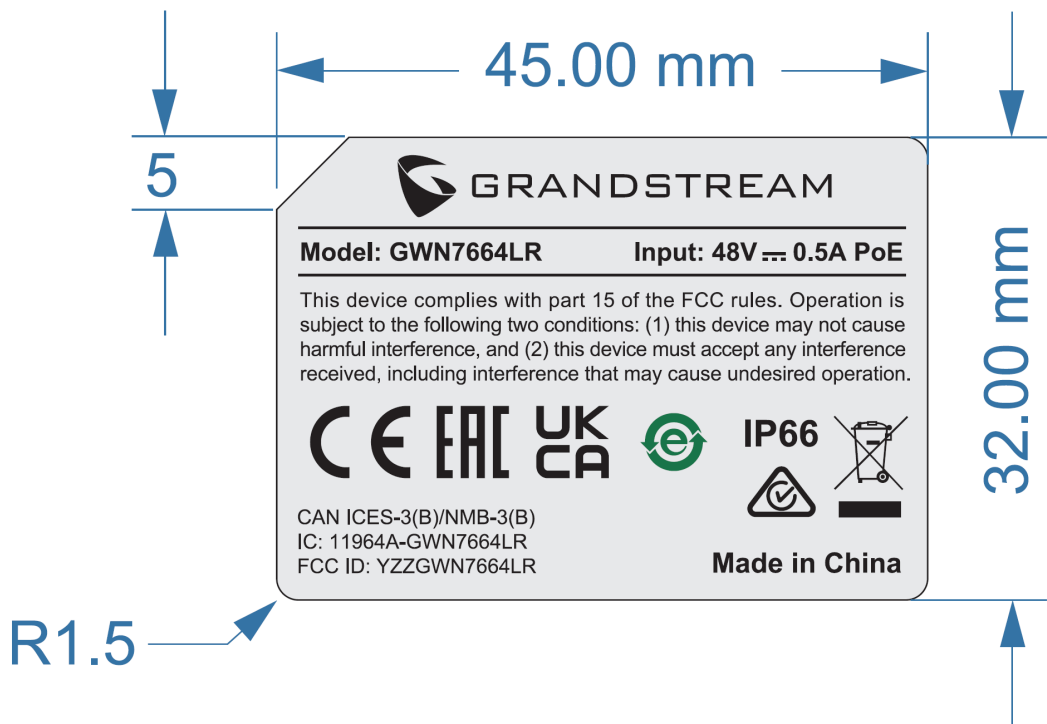 45.00 mm
5
GRANDSTREAM
Model: GWN7664LR Input: 48V ⎓ 0.5A PoE
This device complies with part 15 of the FCC rules. Operation is
subject to the following two conditions: (1) this device may not cause
harmful interference, and (2) this device must accept any interference
received, including interference that may cause undesired operation.
CE EAC UK
CA
e
IP66
CAN ICES-3(B)/NMB-3(B)
IC: 11964A-GWN7664LR
FCC ID: YZZGWN7664LR
Made in China
32.00 mm
R1.5